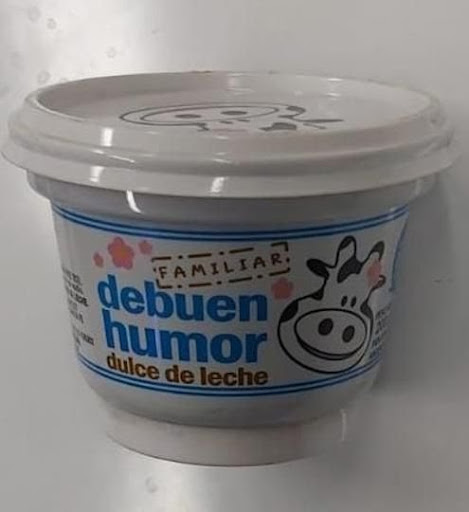 FAMILIAR
debuen
humor
dulce de leche